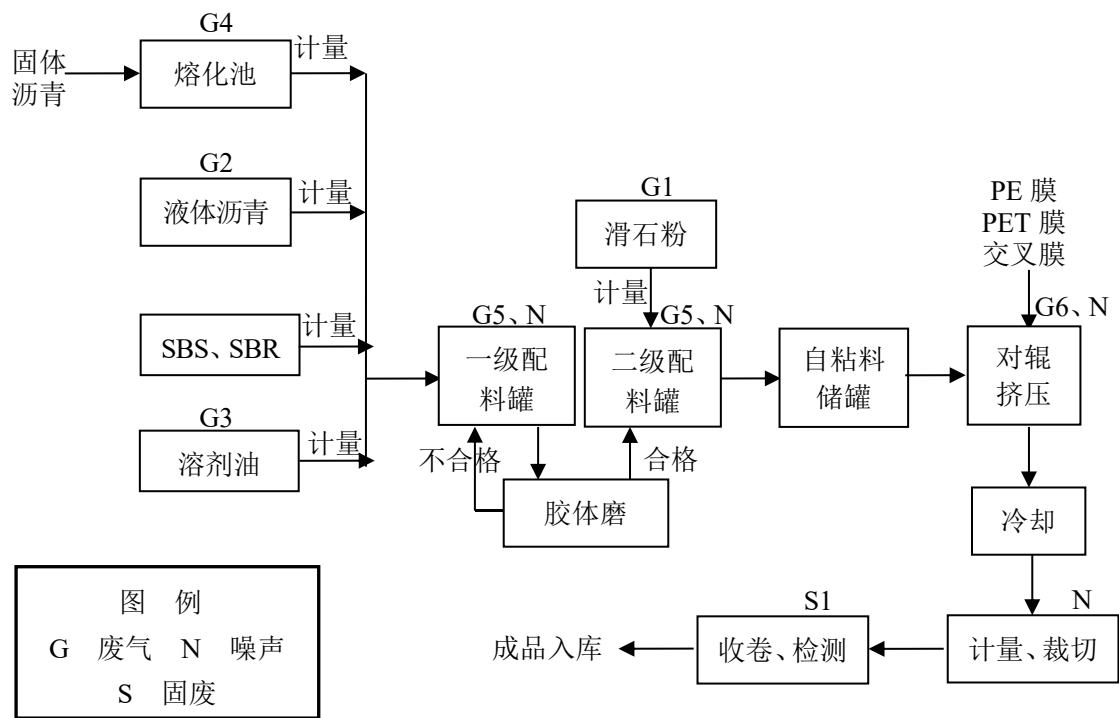 G4
固体
沥青
熔化池
计量
G2
液体沥青
计量
SBS、SBR
计量
G3
溶剂油
计量
G1
滑石粉
计量
G5、N
一级配
料罐
G5、N
二级配
料罐
不合格
合格
胶体磨
自粘料
储罐
PE 膜
PET 膜
交叉膜
G6、N
对辊
挤压
冷却
N
计量、裁切
S1
收卷、检测
成品入库
图 例
G 废气 N 噪声
S 固废